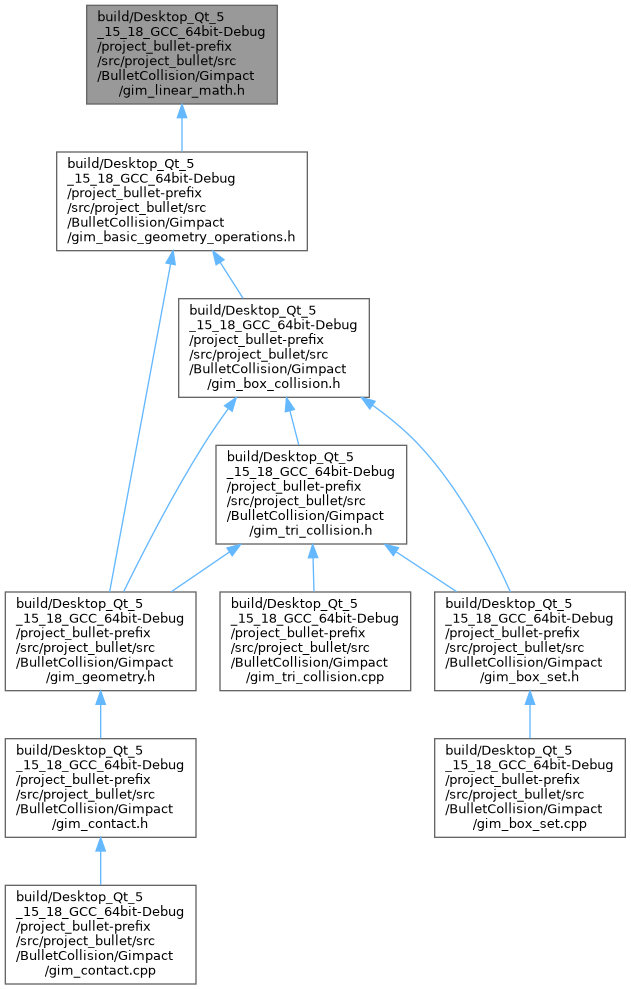 build/Desktop_Qt_5
_15_18_GCC_64bit-Debug
/project_bullet-prefix
/src/project_bullet/src
/BulletCollision/Gimpact
/gim_linear_math.h
build/Desktop_Qt_5
_15_18_GCC_64bit-Debug
/project_bullet-prefix
/src/project_bullet/src
/BulletCollision/Gimpact
/gim_basic_geometry_operations.h
build/Desktop_Qt_5
_15_18_GCC_64bit-Debug
/project_bullet-prefix
/src/project_bullet/src
/BulletCollision/Gimpact
/gim_box_collision.h
build/Desktop_Qt_5
_15_18_GCC_64bit-Debug
/project_bullet-prefix
/src/project_bullet/src
/BulletCollision/Gimpact
/gim_tri_collision.h
build/Desktop_Qt_5
_15_18_GCC_64bit-Debug
/project_bullet-prefix
/src/project_bullet/src
/BulletCollision/Gimpact
/gim_geometry.h
build/Desktop_Qt_5
_15_18_GCC_64bit-Debug
/project_bullet-prefix
/src/project_bullet/src
/BulletCollision/Gimpact
/gim_tri_collision.cpp
build/Desktop_Qt_5
_15_18_GCC_64bit-Debug
/project_bullet-prefix
/src/project_bullet/src
/BulletCollision/Gimpact
/gim_box_set.h
build/Desktop_Qt_5
_15_18_GCC_64bit-Debug
/project_bullet-prefix
/src/project_bullet/src
/BulletCollision/Gimpact
/gim_contact.h
build/Desktop_Qt_5
_15_18_GCC_64bit-Debug
/project_bullet-prefix
/src/project_bullet/src
/BulletCollision/Gimpact
/gim_box_set.cpp
build/Desktop_Qt_5
_15_18_GCC_64bit-Debug
/project_bullet-prefix
/src/project_bullet/src
/BulletCollision/Gimpact
/gim_contact.cpp